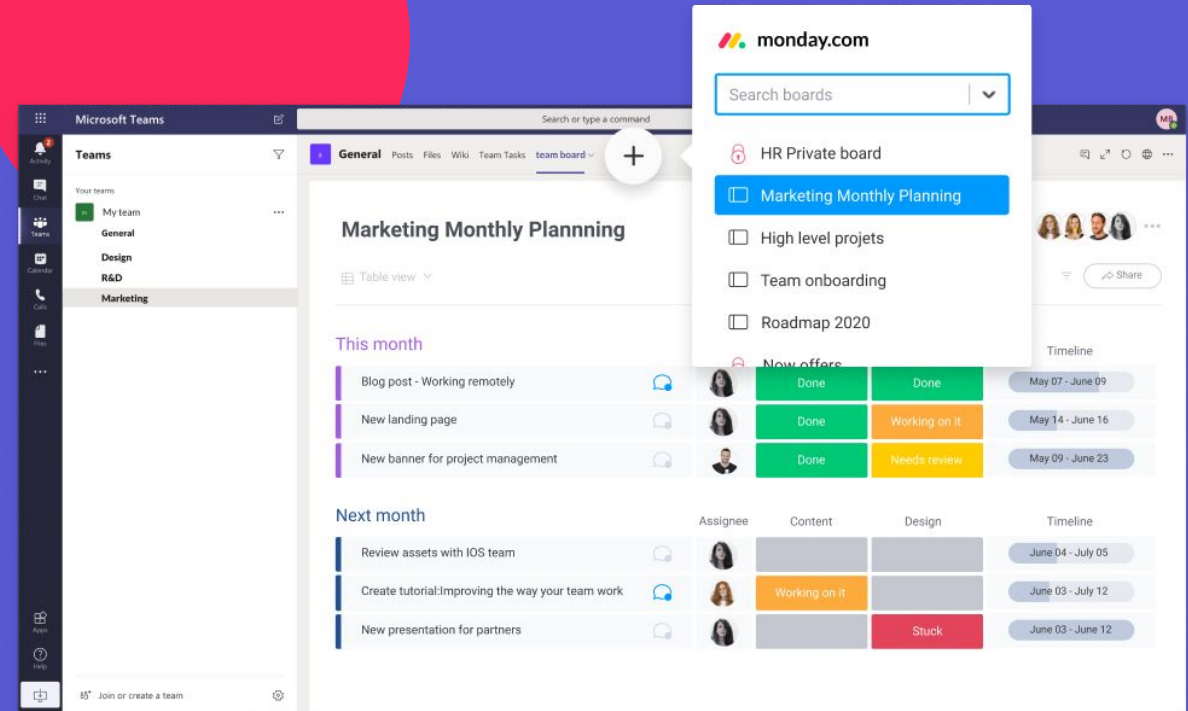 monday.com
Search boards
HR Private board
Marketing Monthly Planning
High level projets
Team onboarding
Roadmap 2020
Now offers
Microsoft Teams
Search or type a command
MB
2
Activity
Chat
Teams
Calendar
Calls
Files
Apps
Help
Teams
Your teams
My team
General
Design
R&D
Marketing
Join or create a team
General Posts Files Wiki Team Tasks team board
Marketing Monthly Plannning
Table view
Share
This month
Timeline
Blog post - Working remotely Done Done May 07 - June 09
New landing page Done Working on it May 14 - June 16
New banner for project management Done Needs review May 09 - June 23
Next month
Assignee Content Design Timeline
Review assets with IOS team June 04 - July 05
Create tutorial:Improving the way your team work Working on it June 03 - July 12
New presentation for partners Stuck June 03 - June 12